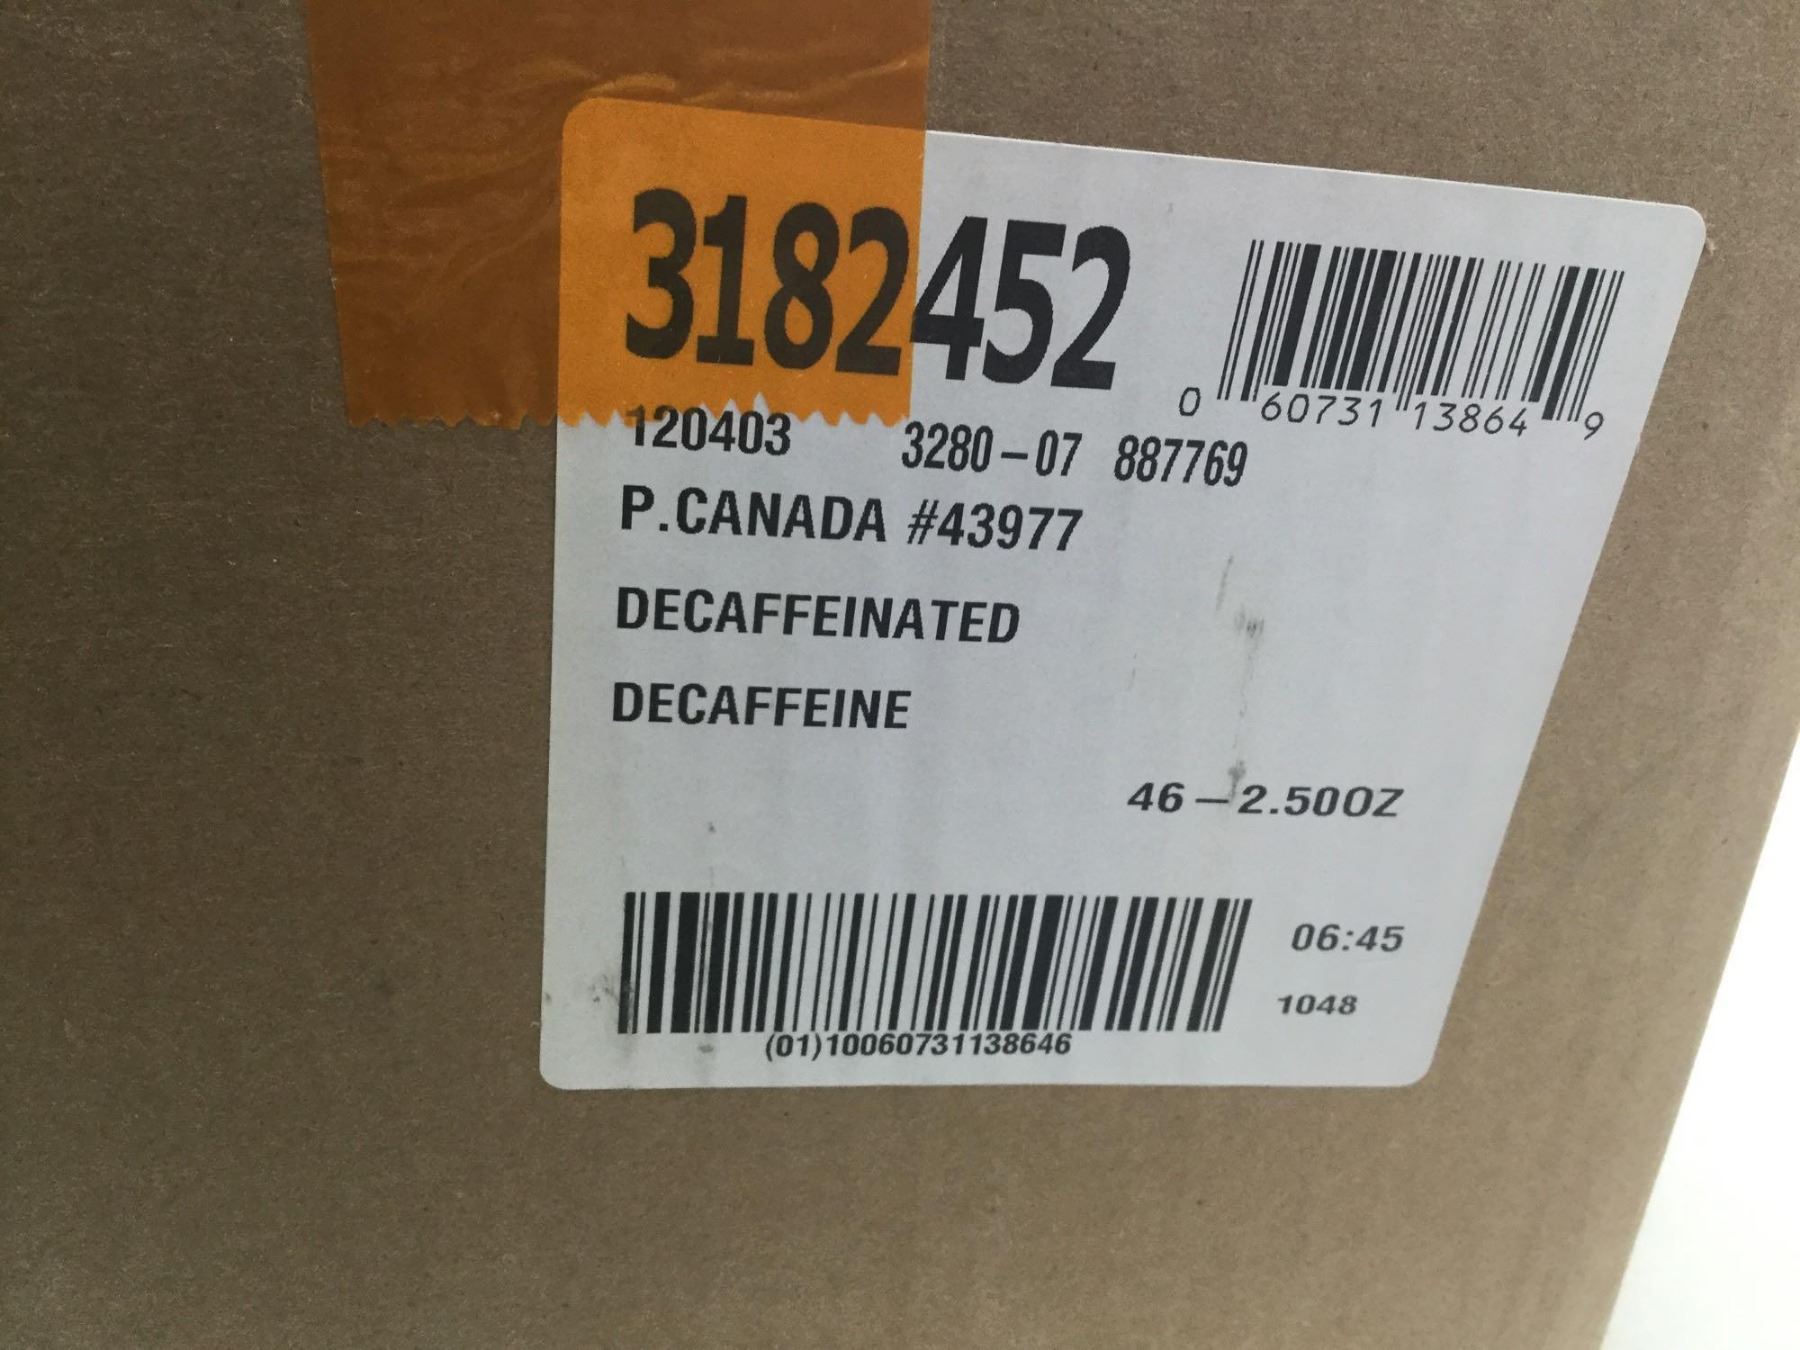 3182452
0 60731 13864 9
120403 3280-07 887769
P.CANADA #43977
DECAFFEINATED
DECAFFEINE
46-2.50OZ
06:45
1048
(01)10060731138646